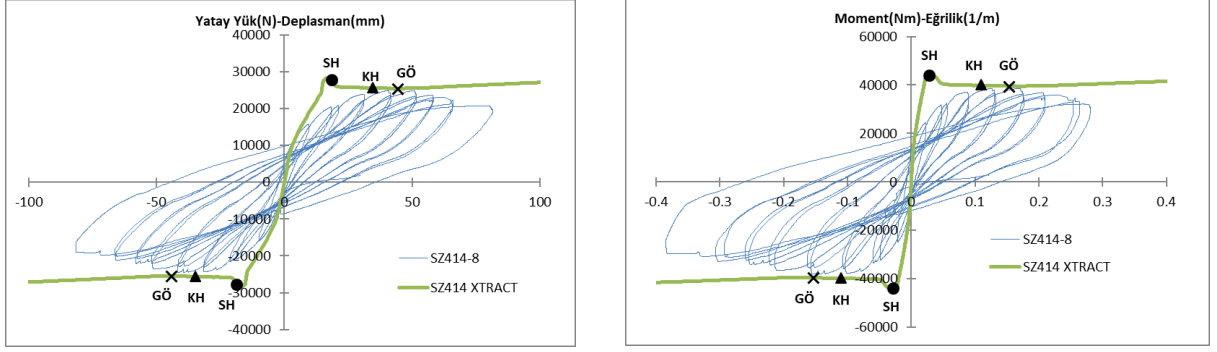 Yatay Yük(N)-Deplasman(mm)
40000
30000
20000
10000
0
-10000
-20000
-30000
-40000
-100
-50
0
50
100
SH
KH
GÖ
GÖ
KH
SH
SZ414-8
SZ414 XTRACT
Moment(Nm)-Eğrilik(1/m)
60000
40000
20000
0
-20000
-40000
-60000
-0.4
-0.3
-0.2
-0.1
0
0.1
0.2
0.3
0.4
SH
KH
GÖ
GÖ
KH
SH
SZ414-8
SZ414 XTRACT